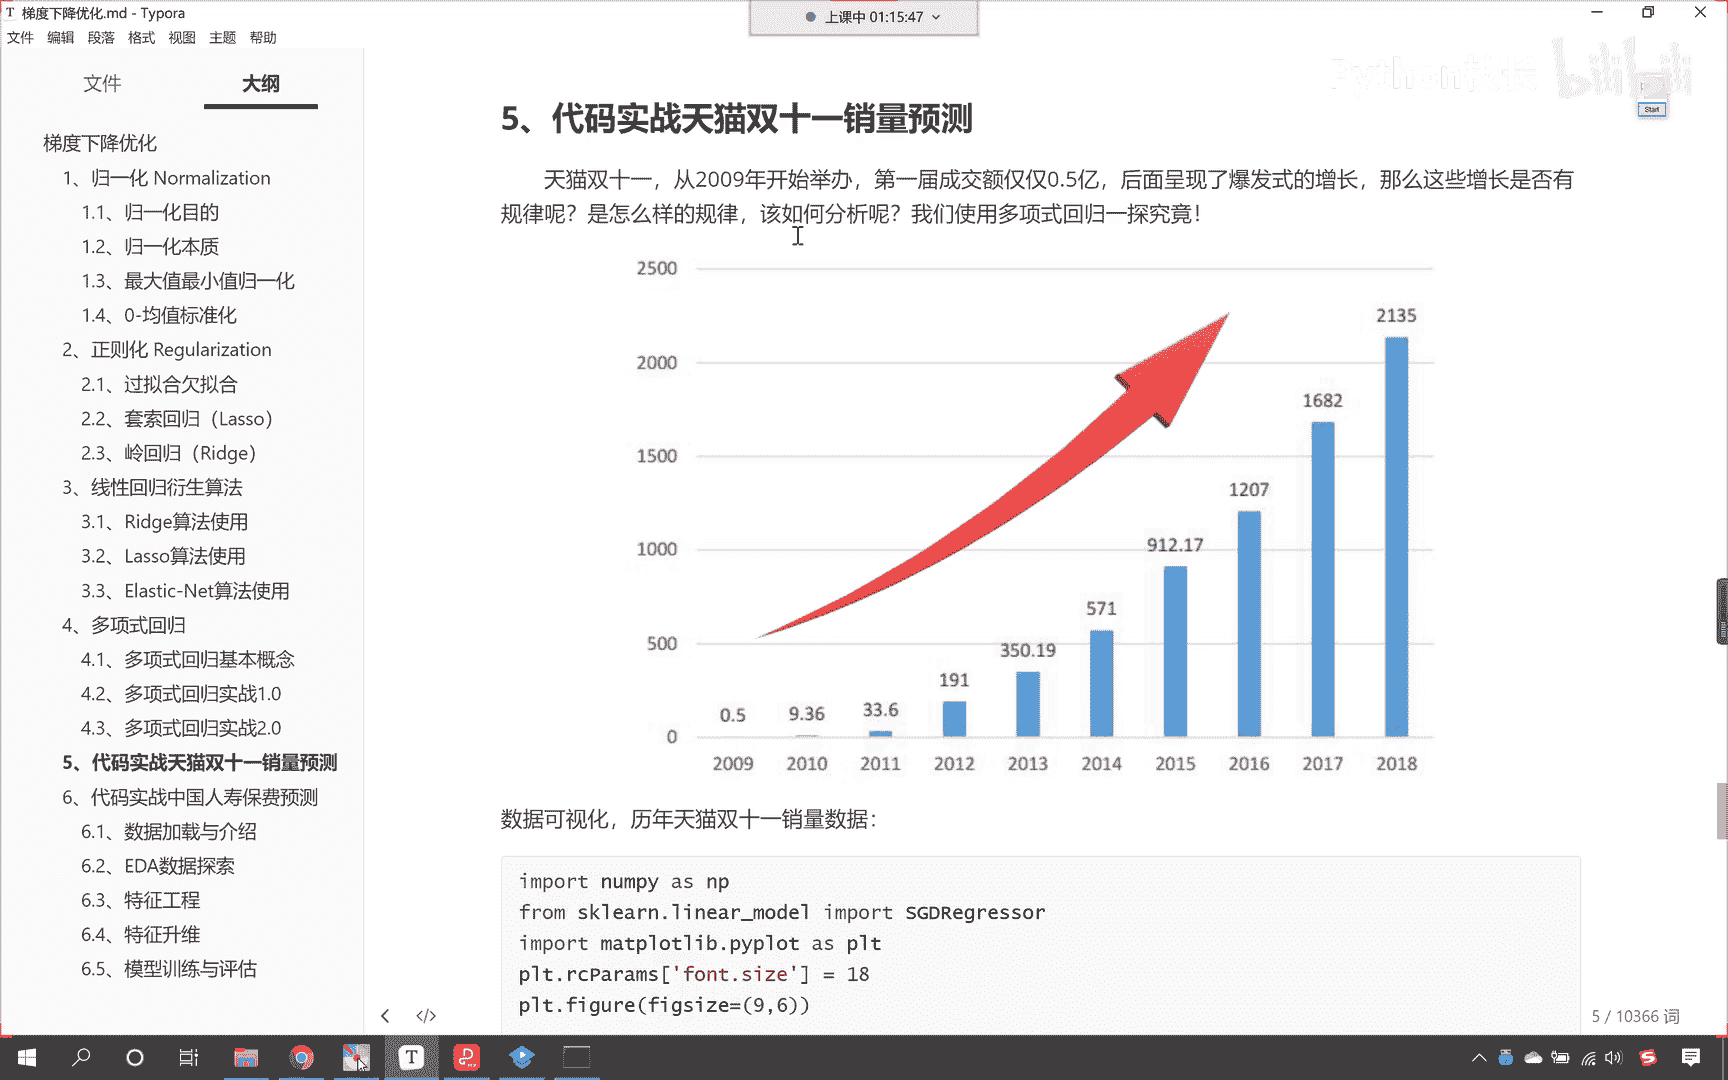 梯度下降优化.md - Typora
上课中 01:15:47
文件 编辑 段落 格式 视图 主题 帮助
文件 大纲
梯度下降优化
1、归一化 Normalization
1.1、归一化目的
1.2、归一化本质
1.3、最大值最小值归一化
1.4、0-均值标准化
2、正则化 Regularization
2.1、过拟合欠拟合
2.2、套索回归（Lasso）
2.3、岭回归（Ridge）
3、线性回归衍生算法
3.1、Ridge算法使用
3.2、Lasso算法使用
3.3、Elastic-Net算法使用
4、多项式回归
4.1、多项式回归基本概念
4.2、多项式回归实战1.0
4.3、多项式回归实战2.0
5、代码实战天猫双十一销量预测
6、代码实战中国人寿保费预测
6.1、数据加载与介绍
6.2、EDA数据探索
6.3、特征工程
6.4、特征升维
6.5、模型训练与评估
bilibili
Start
5、代码实战天猫双十一销量预测
天猫双十一，从2009年开始举办，第一届成交额仅仅0.5亿，后面呈现了爆发式的增长，那么这些增长是否有
规律呢？是怎么样的规律，该如何分析呢？我们使用多项式回归一探究竟！
2500
2000
1500
1000
500
0
0.5 9.36 33.6 191 350.19 571 912.17 1207 1682 2135
2009 2010 2011 2012 2013 2014 2015 2016 2017 2018
数据可视化，历年天猫双十一销量数据：
import numpy as np
from sklearn.linear_model import SGDRegressor
import matplotlib.pyplot as plt
plt.rcParams['font.size'] = 18
plt.figure(figsize=(9,6))
5 / 10366 词